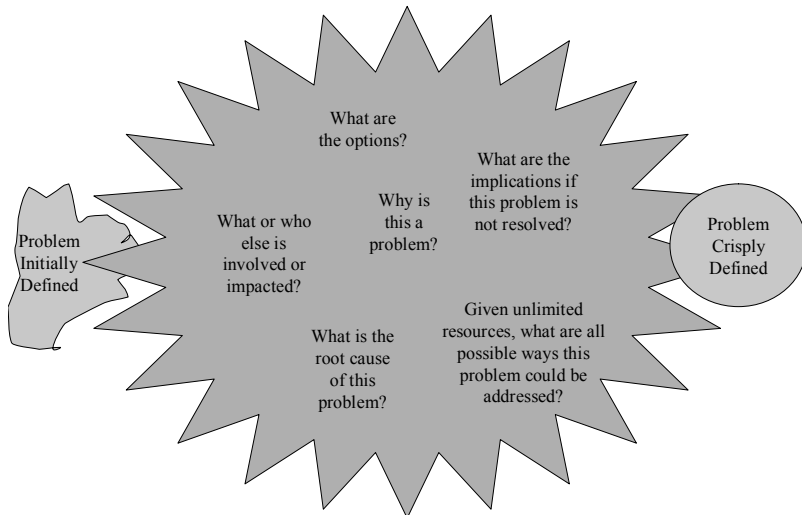 What are
the options?
What are the
implications if
this problem is
not resolved?
Why is
this a
problem?
What or who
else is
involved or
impacted?
Problem
Initially
Defined
Problem
Crisply
Defined
Given unlimited
resources, what are all
possible ways this
problem could be
addressed?
What is the
root cause
of this
problem?